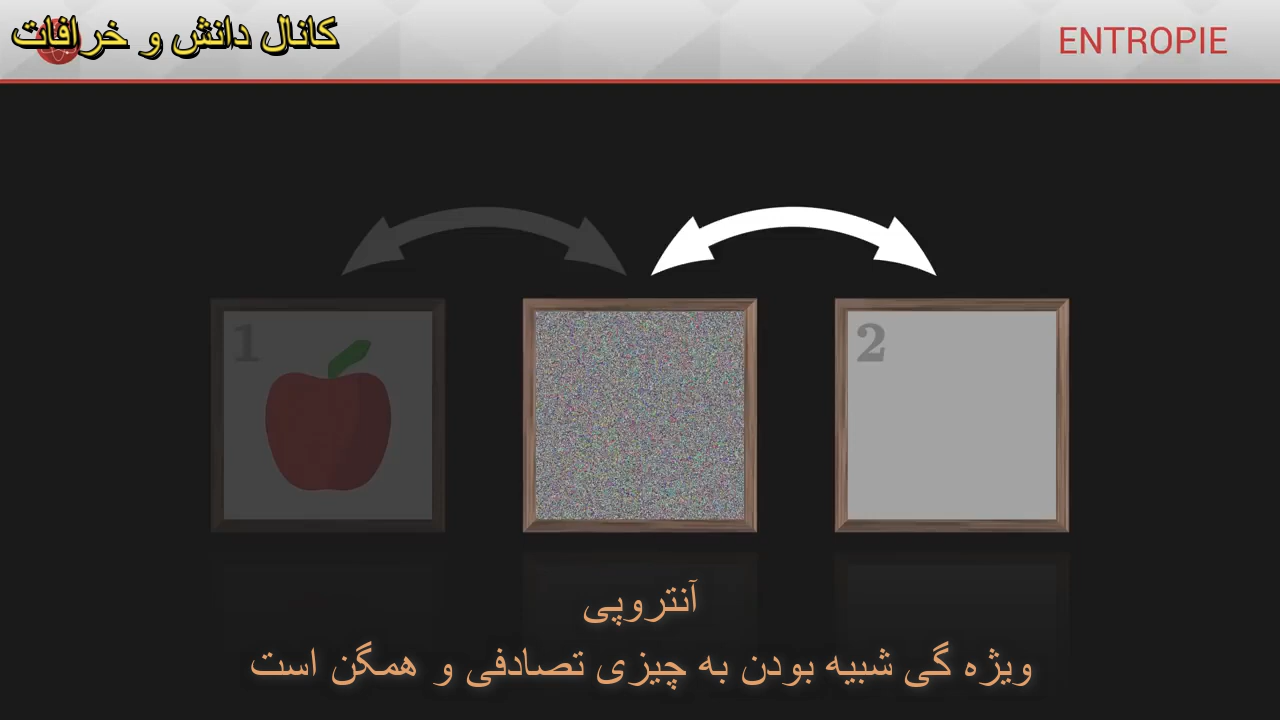 کانال دانش و خرافات
ENTROPIE
1
2
آنتروپی
ویژه گی شبیه بودن به چیزی تصادفی و همگن است